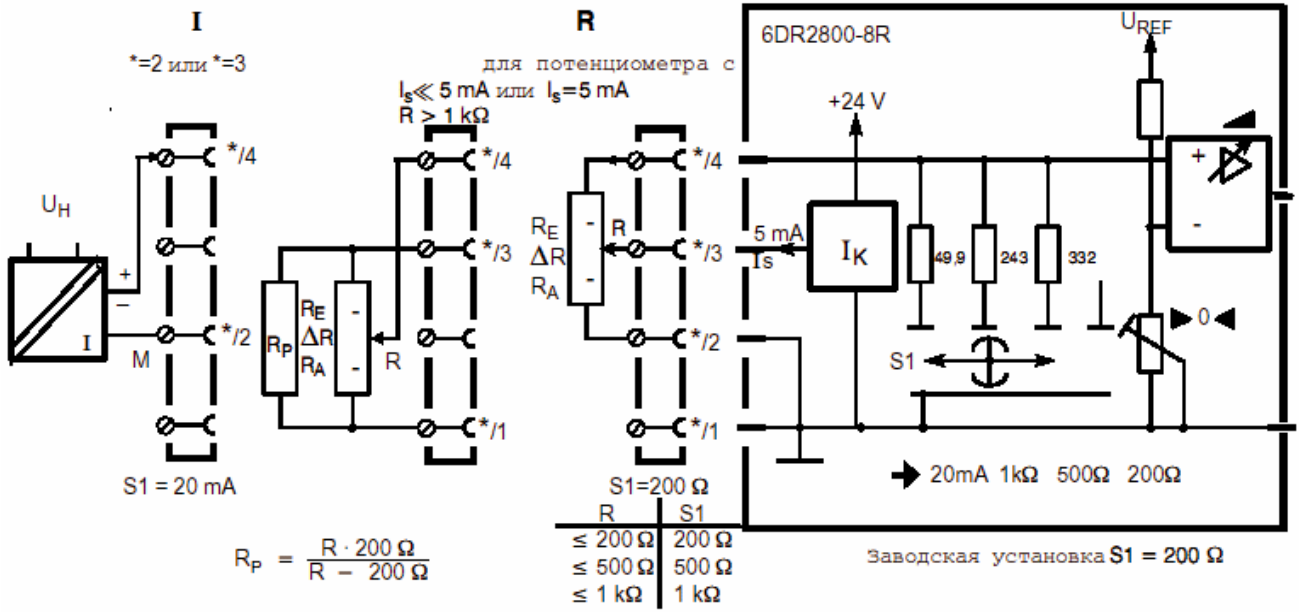 I
R
6DR2800-8R
U_REF
*=2 или *=3
для потенциометра с
I_s≪ 5 mA или I_s=5 mA
R > 1 kΩ
+24 V
*/4
*/4
*/4
+
-
U_H
+
−
I
M
*/2
*/3
R_P
R_E
ΔR
R_A
-
-
R
*/1
R_E
ΔR
R_A
-
-
R
*/3
*/2
*/1
5 mA
Is
I_K
49,9
243
332
0
S1
20mA 1kΩ 500Ω 200Ω
S1 = 20 mA
S1=200 Ω
R S1
≤ 200 Ω 200 Ω
≤ 500 Ω 500 Ω
≤ 1 kΩ 1 kΩ
R_P = R · 200 Ω / R − 200 Ω
Заводская установка S1 = 200 Ω